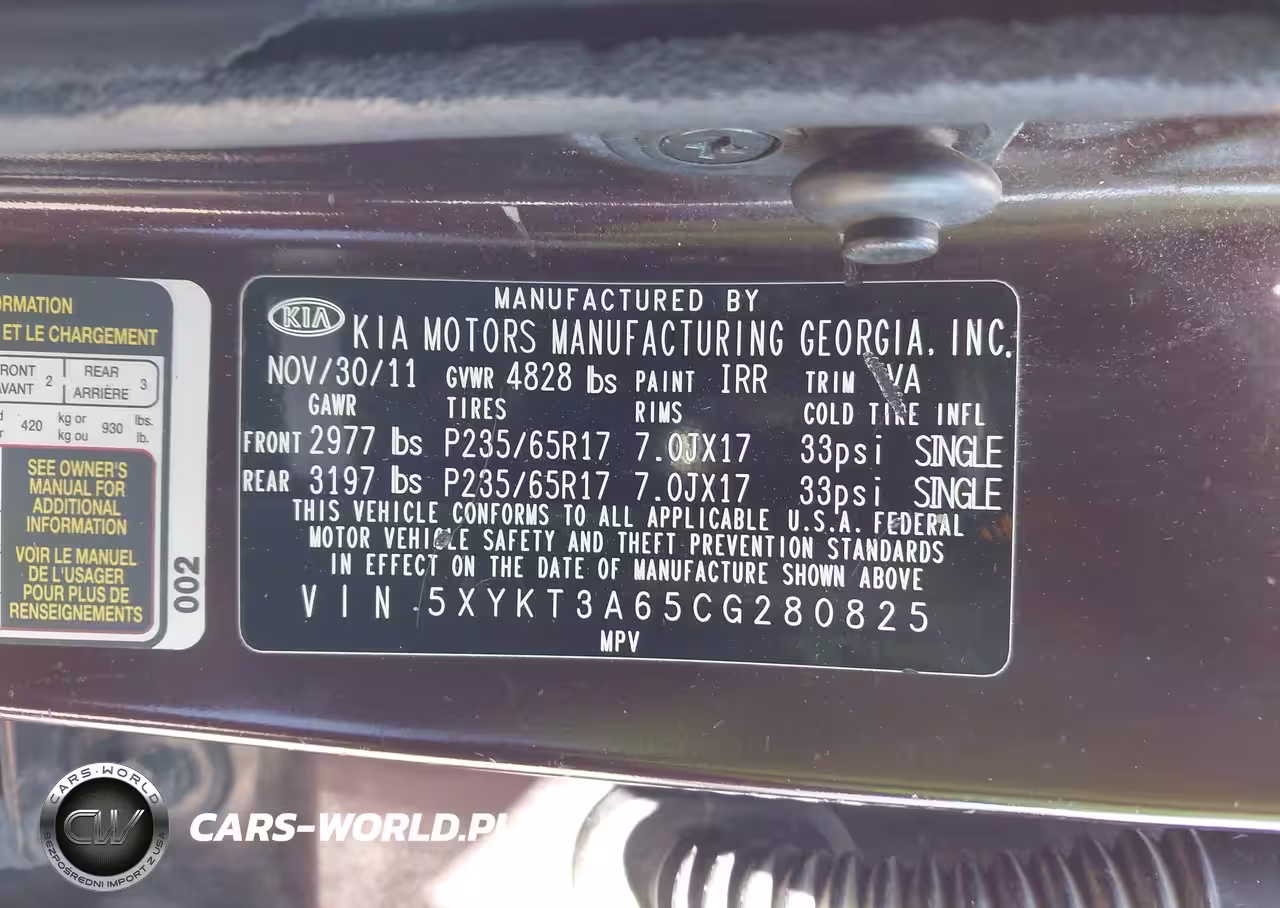 ORMATION
ET LE CHARGEMENT
RONT
AVANT
2
REAR
ARRIÈRE
3
420
kg or
kg ou
930
lbs.
lb.
SEE OWNER'S
MANUAL FOR
ADDITIONAL
INFORMATION
VOIR LE MANUEL
DE L'USAGER
POUR PLUS DE
RENSEIGNEMENTS
002
MANUFACTURED BY
KIA
KIA MOTORS MANUFACTURING GEORGIA, INC.
NOV/30/11 GVWR 4828 lbs PAINT IRR TRIM VA
GAWR TIRES RIMS COLD TIRE INFL
FRONT 2977 lbs P235/65R17 7.0JX17 33psi SINGLE
REAR 3197 lbs P235/65R17 7.0JX17 33psi SINGLE
THIS VEHICLE CONFORMS TO ALL APPLICABLE U.S.A. FEDERAL
MOTOR VEHICLE SAFETY AND THEFT PREVENTION STANDARDS
IN EFFECT ON THE DATE OF MANUFACTURE SHOWN ABOVE
VIN 5XYKT3A65CG280825
MPV
CARS-WORLD
CW
BEZPOŚREDNI IMPORT Z USA
CARS-WORLD.PL